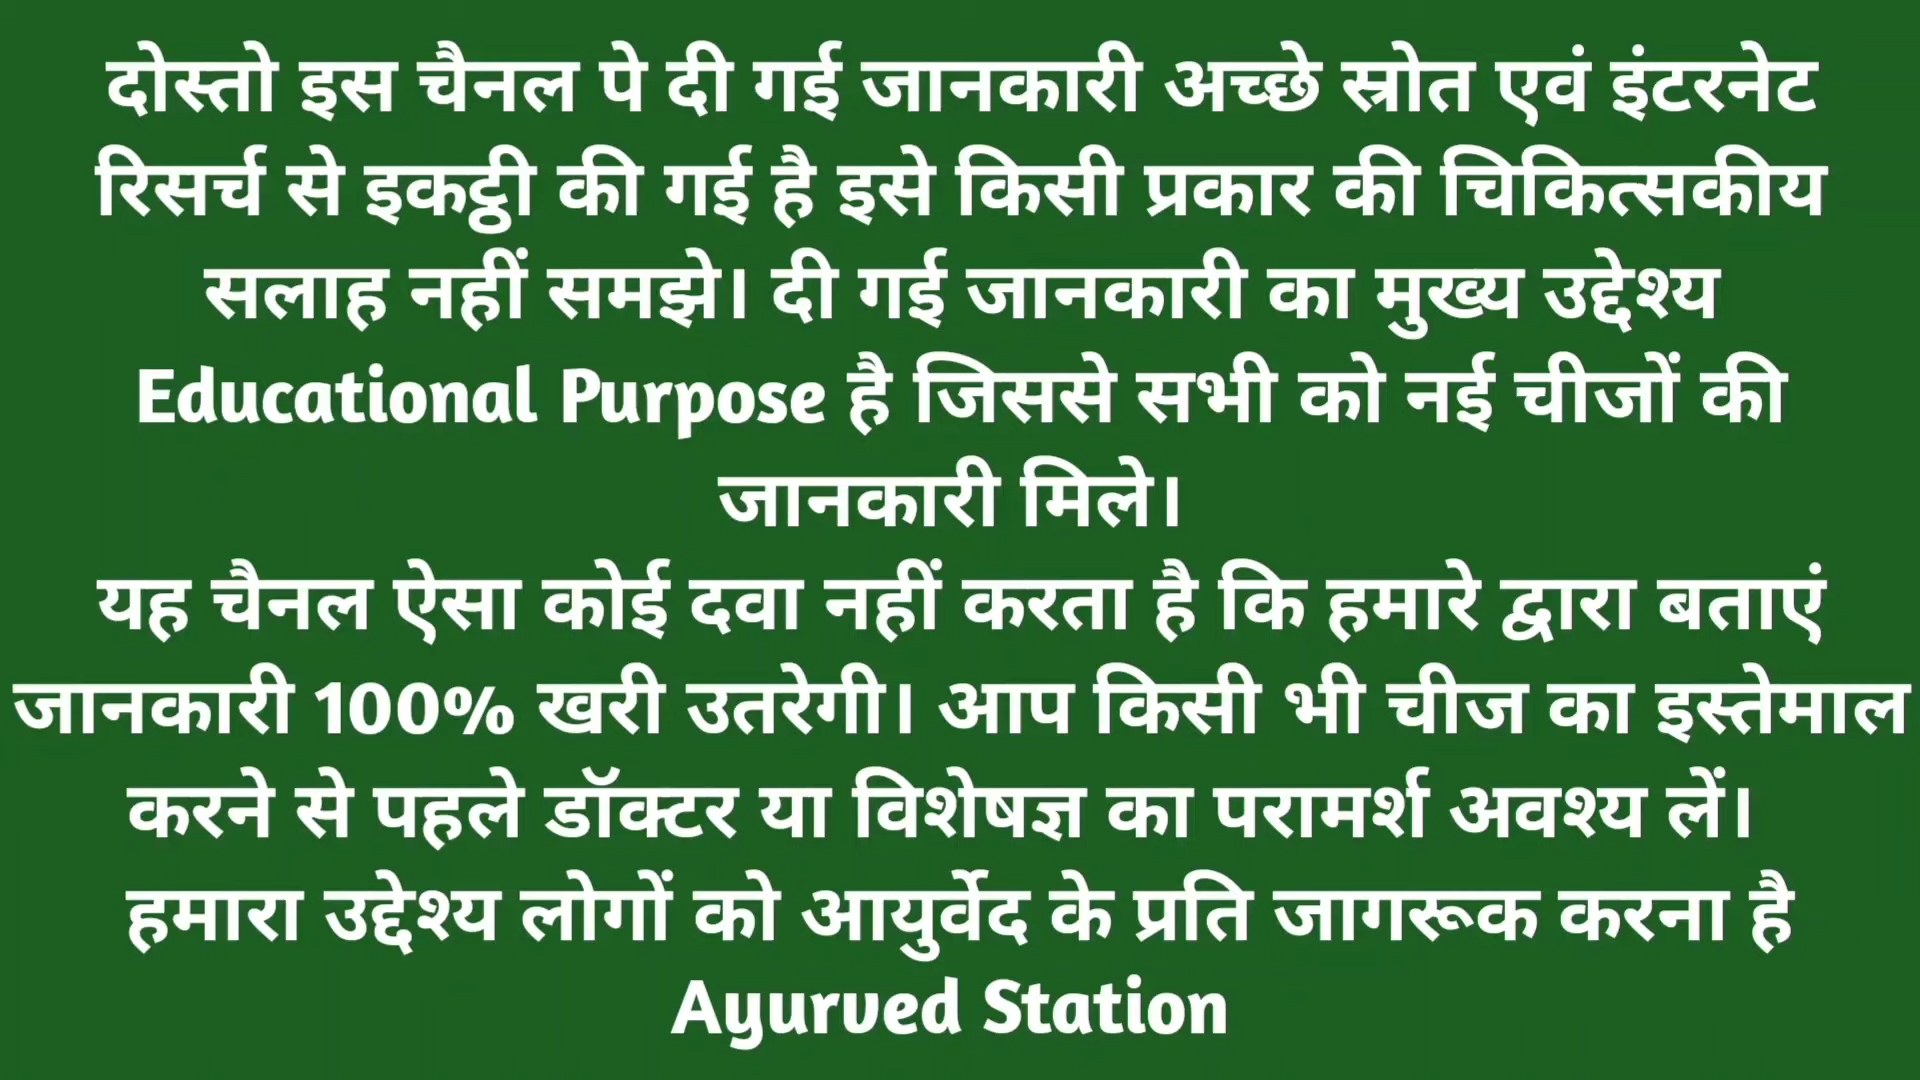 दोस्तो इस चैनल पे दी गई जानकारी अच्छे स्रोत एवं इंटरनेट
रिसर्च से इकट्ठी की गई है इसे किसी प्रकार की चिकित्सकीय
सलाह नहीं समझे। दी गई जानकारी का मुख्य उद्देश्य
Educational Purpose है जिससे सभी को नई चीजों की
जानकारी मिले।
यह चैनल ऐसा कोई दवा नहीं करता है कि हमारे द्वारा बताएं
जानकारी 100% खरी उतरेगी। आप किसी भी चीज का इस्तेमाल
करने से पहले डॉक्टर या विशेषज्ञ का परामर्श अवश्य लें।
हमारा उद्देश्य लोगों को आयुर्वेद के प्रति जागरूक करना है
Ayurved Station